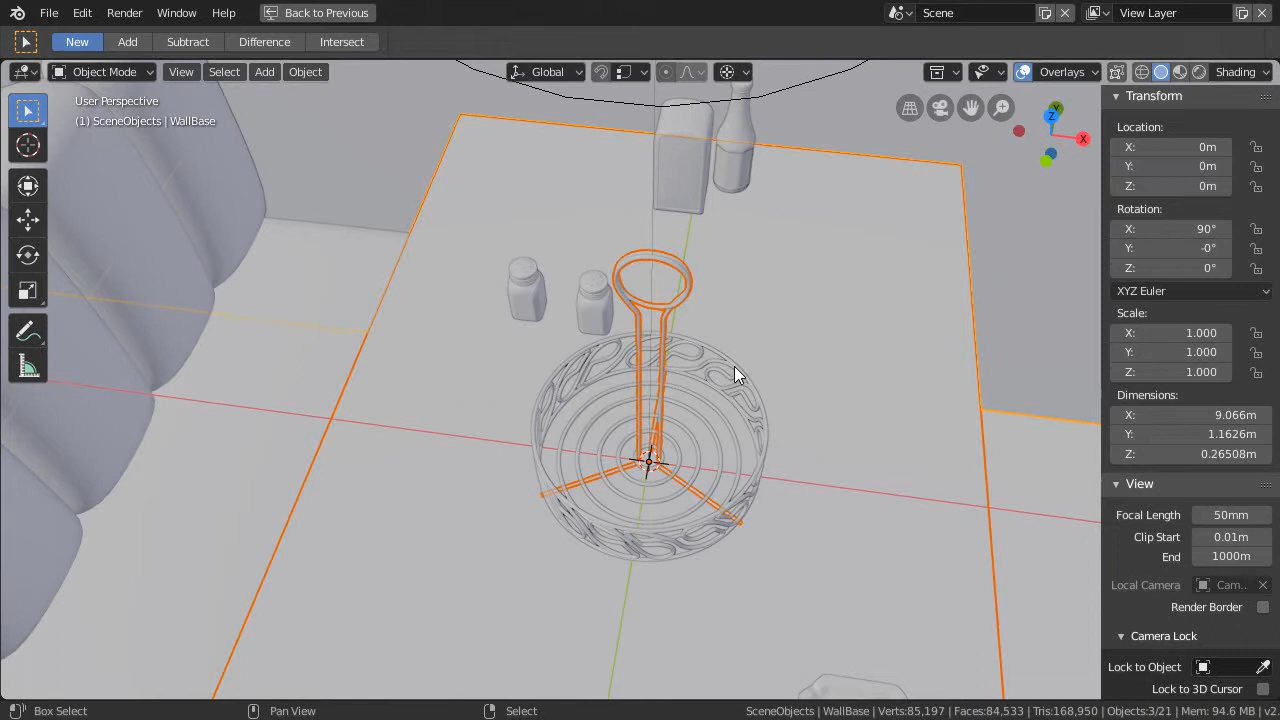 File Edit Render Window Help Back to Previous Scene View Layer
New Add Subtract Difference Intersect
Object Mode View Select Add Object Global Overlays Shading
User Perspective
(1) SceneObjects | WallBase
Y
Z
X
Transform
Location:
X: 0m
Y: 0m
Z: 0m
Rotation:
X: 90°
Y: -0°
Z: 0°
XYZ Euler
Scale:
X: 1.000
Y: 1.000
Z: 1.000
Dimensions:
X: 9.066m
Y: 1.1626m
Z: 0.26508m
View
Focal Length 50mm
Clip Start 0.01m
End 1000m
Local Camera Cam..
Render Border
Camera Lock
Lock to Object
Lock to 3D Cursor
Box Select Pan View Select SceneObjects | WallBase | Verts:85,197 | Faces:84,533 | Tris:168,950 | Objects:3/21 | Mem: 94.6 MB | v2